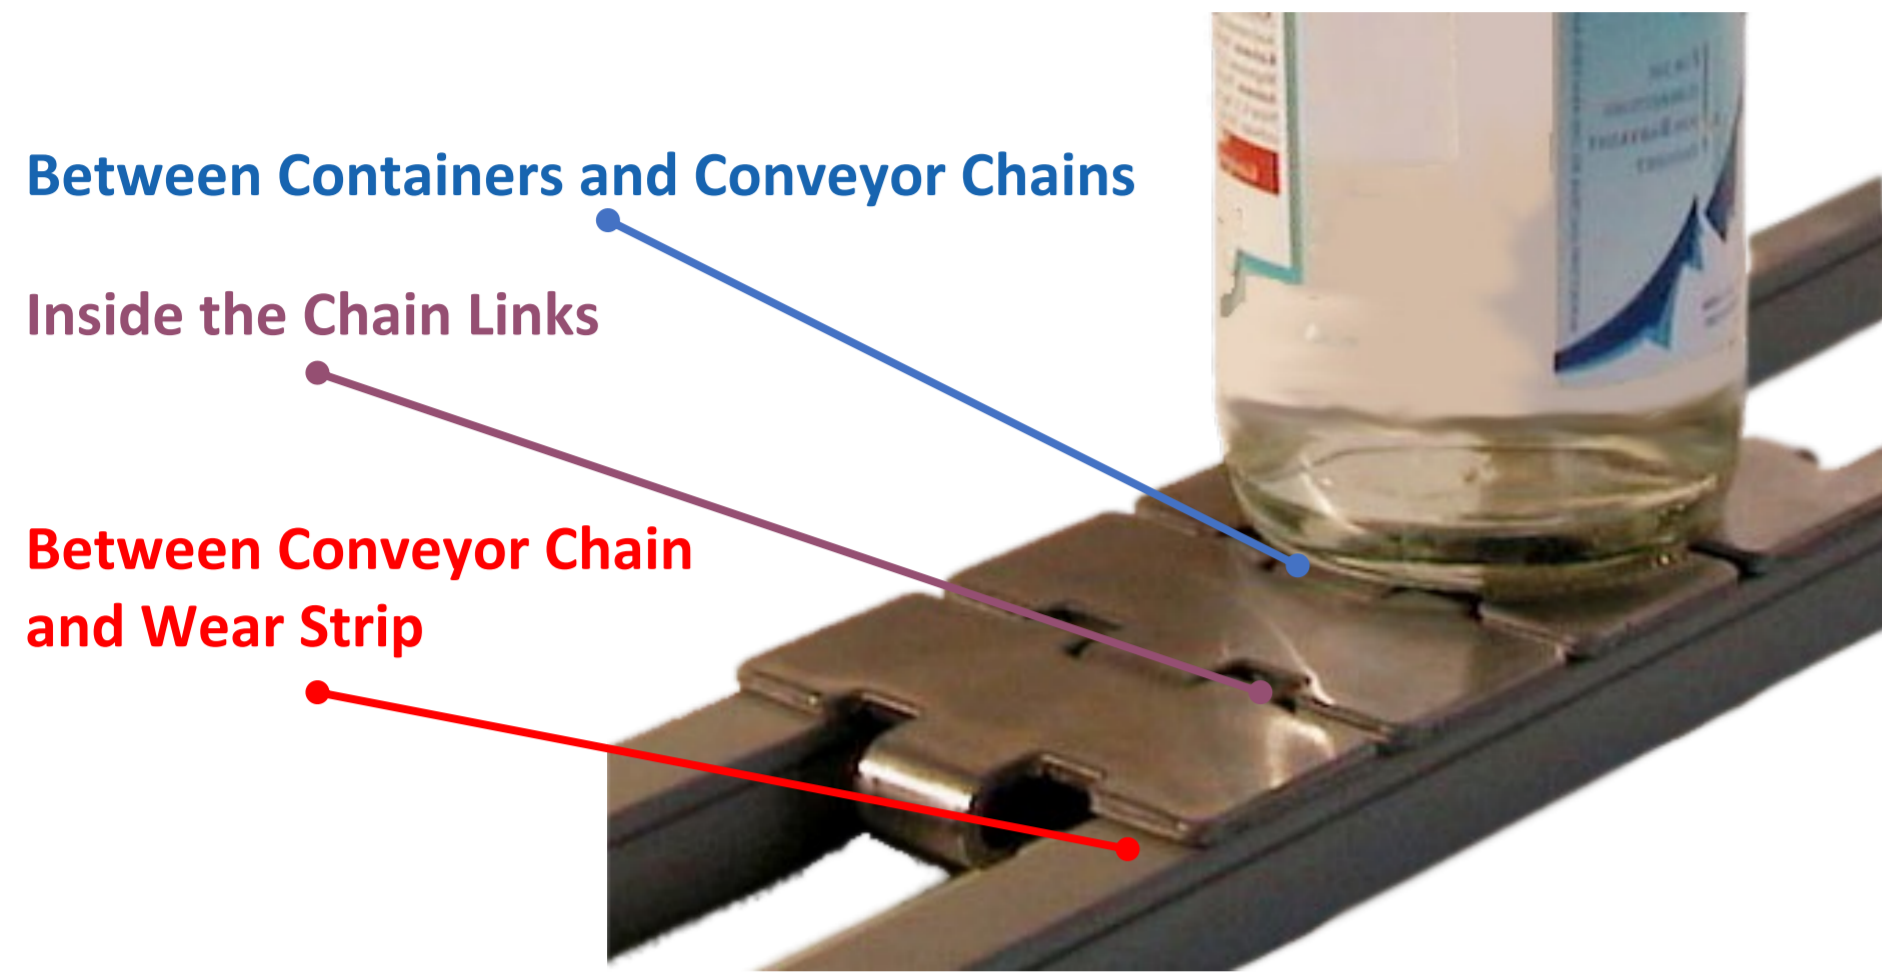 Between Containers and Conveyor Chains
Inside the Chain Links
Between Conveyor Chain
and Wear Strip